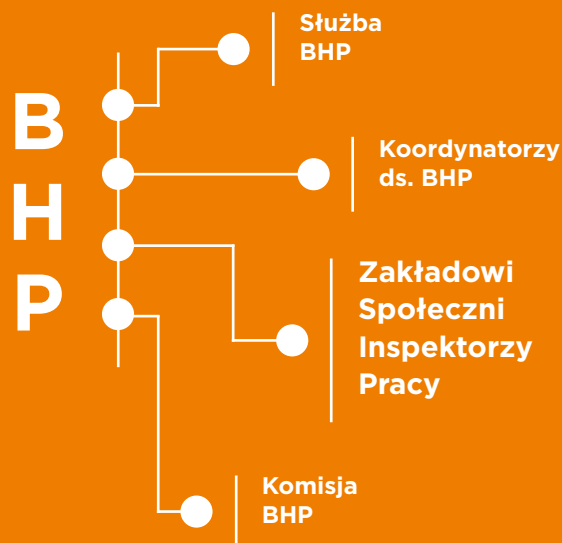 B
H
P
Służba
BHP
Koordynatorzy
ds. BHP
Zakładowi
Społeczni
Inspektorzy
Pracy
Komisja
BHP